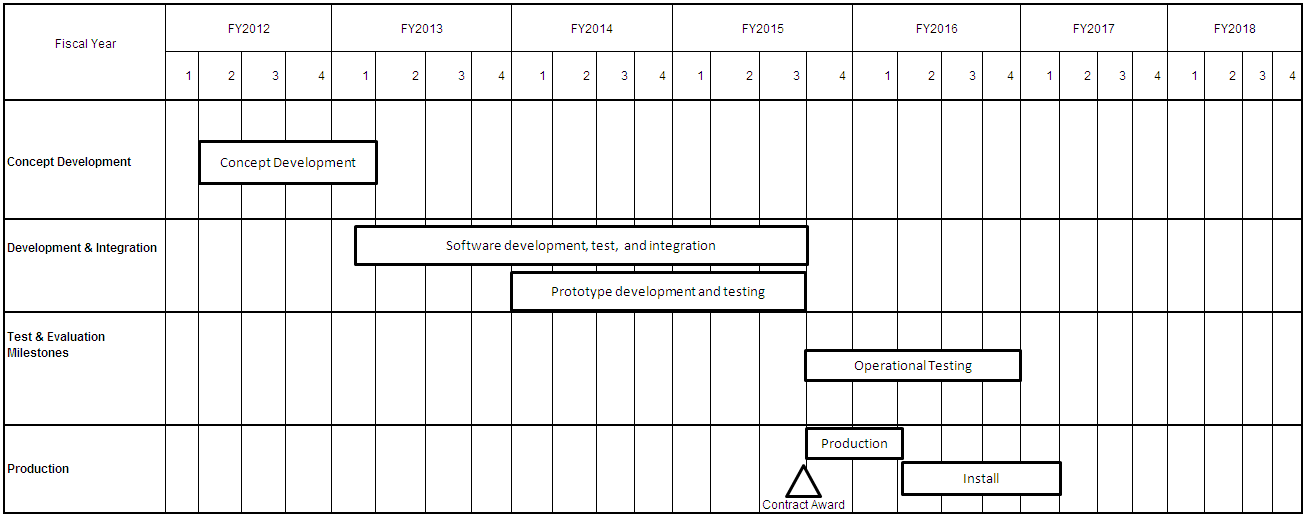 Fiscal Year
FY2012 FY2013 FY2014 FY2015 FY2016 FY2017 FY2018
1 2 3 4 1 2 3 4 1 2 3 4 1 2 3 4 1 2 3 4 1 2 3 4 1 2 3 4
Concept Development
Concept Development
Development & Integration
Software development, test, and integration
Prototype development and testing
Test & Evaluation
Milestones
Operational Testing
Production
Production
Install
Contract Award